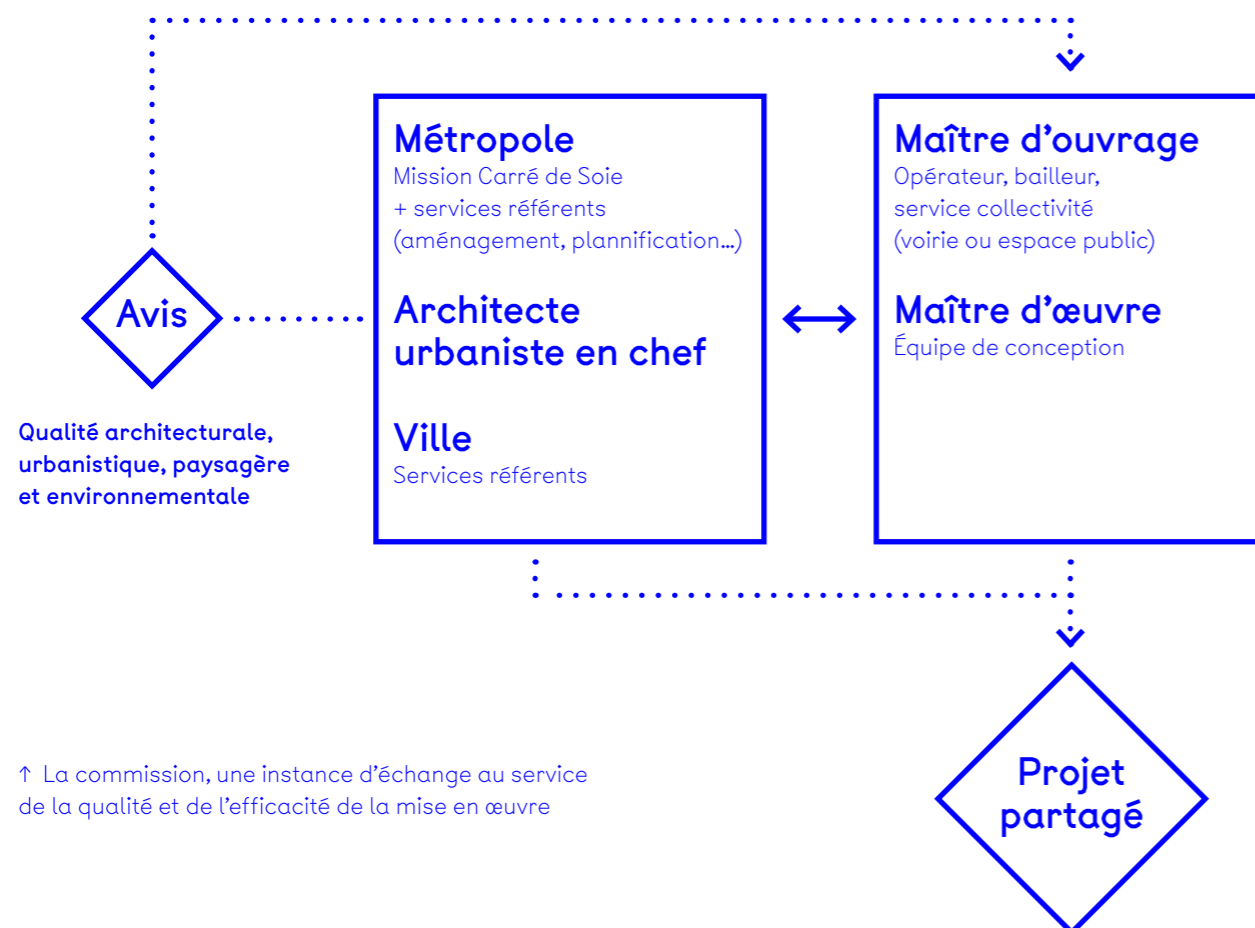 Avis
Qualité architecturale,
urbanistique, paysagère
et environnementale
Métropole
Mission Carré de Soie
+ services référents
(aménagement, plannification…)
Architecte
urbaniste en chef
Ville
Services référents
Maître d’ouvrage
Opérateur, bailleur,
service collectivité
(voirie ou espace public)
Maître d’œuvre
Équipe de conception
Projet
partagé
↑ La commission, une instance d’échange au service
de la qualité et de l’efficacité de la mise en œuvre